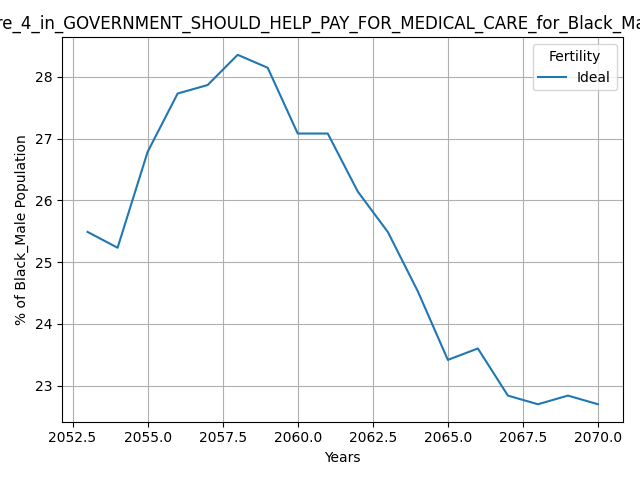 re_4_in_GOVERNMENT_SHOULD_HELP_PAY_FOR_MEDICAL_CARE_for_Black_Ma
Fertility
Ideal
% of Black_Male Population
28
27
26
25
24
23
2052.5 2055.0 2057.5 2060.0 2062.5 2065.0 2067.5 2070.0
Years